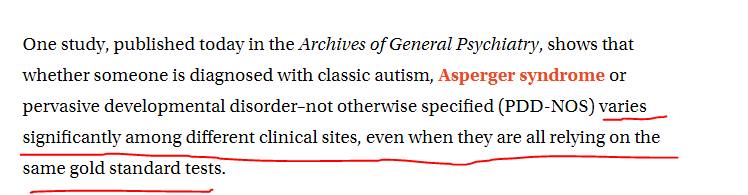 One study, published today in the Archives of General Psychiatry, shows that
whether someone is diagnosed with classic autism, Asperger syndrome or
pervasive developmental disorder–not otherwise specified (PDD-NOS) varies
significantly among different clinical sites, even when they are all relying on the
same gold standard tests.